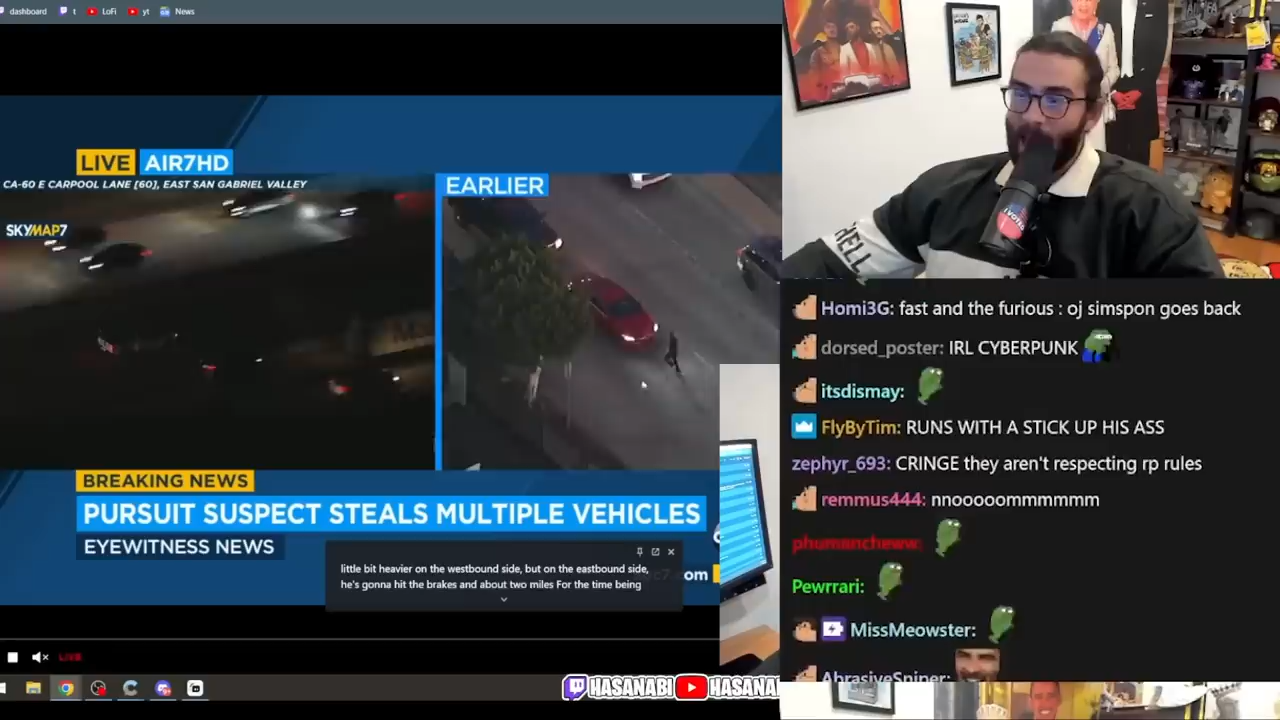 dashboard
t
LoFi
yt
News
LIVE AIR7HD
CA-60 E CARPOOL LANE [60], EAST SAN GABRIEL VALLEY
SKYMAP7
EARLIER
BREAKING NEWS
PURSUIT SUSPECT STEALS MULTIPLE VEHICLES
EYEWITNESS NEWS
little bit heavier on the westbound side, but on the eastbound side,
he's gonna hit the brakes and about two miles For the time being
LIVE
HASANABI
HASANA
Homi3G: fast and the furious : oj simspon goes back
dorsed_poster: IRL CYBERPUNK
itsdismay:
FlyByTim: RUNS WITH A STICK UP HIS ASS
zephyr_693: CRINGE they aren't respecting rp rules
remmus444: nnooooommmmmm
phumancheww:
Pewrrari:
MissMeowster:
AbrasiveSniper: